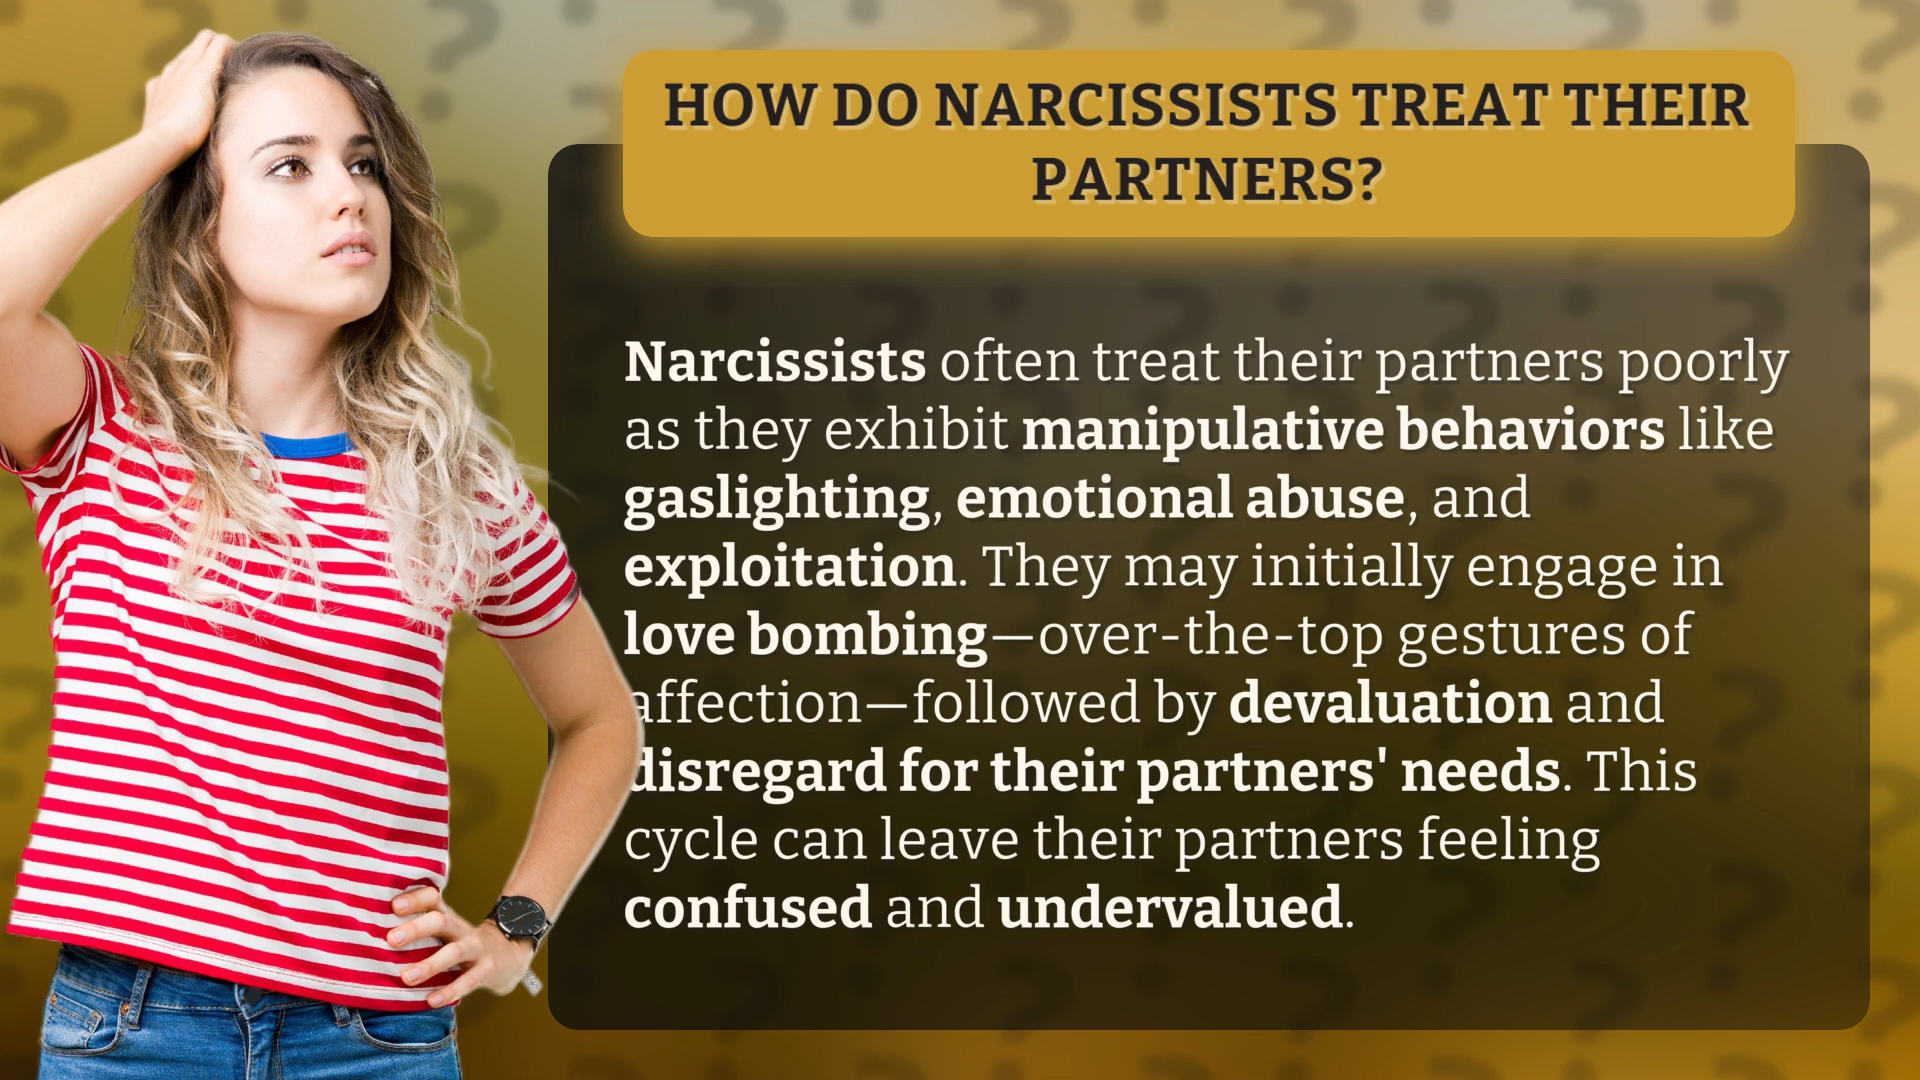 HOW DO NARCISSISTS TREAT THEIR
PARTNERS?
Narcissists often treat their partners poorly
as they exhibit manipulative behaviors like
gaslighting, emotional abuse, and
exploitation. They may initially engage in
love bombing—over-the-top gestures of
affection—followed by devaluation and
disregard for their partners' needs. This
cycle can leave their partners feeling
confused and undervalued.